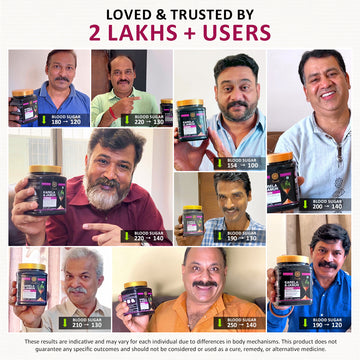 LOVED & TRUSTED BY
2 LAKHS + USERS
BLOOD SUGAR
180 → 120
BLOOD SUGAR
220 → 130
BLOOD SUGAR
154 → 100
BLOOD SUGAR
200 → 140
BLOOD SUGAR
220 → 140
BLOOD SUGAR
190 → 130
BLOOD SUGAR
210 → 130
BLOOD SUGAR
250 → 140
BLOOD SUGAR
190 → 120
KARELA
& JAMUN
These results are indicative and may vary for each individual due to differences in body mechanisms. This product does not
guarantee any specific outcomes and should not be considered or used as a cure, remedy, or alternative medicine.